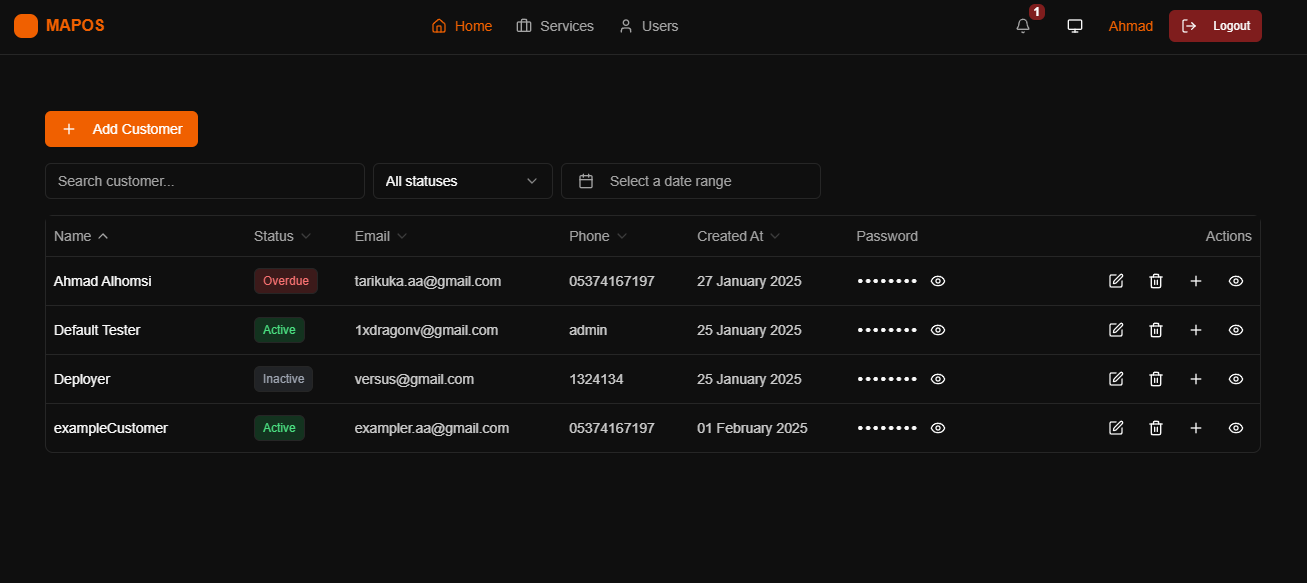 MAPOS Home Services Users 1 Ahmad Logout
Add Customer
Search customer... All statuses Select a date range
Name Status Email Phone Created At Password Actions
Ahmad Alhomsi Overdue tarikuka.aa@gmail.com 05374167197 27 January 2025 ••••••••
Default Tester Active 1xdragonv@gmail.com admin 25 January 2025 ••••••••
Deployer Inactive versus@gmail.com 1324134 25 January 2025 ••••••••
exampleCustomer Active exampler.aa@gmail.com 05374167197 01 February 2025 ••••••••